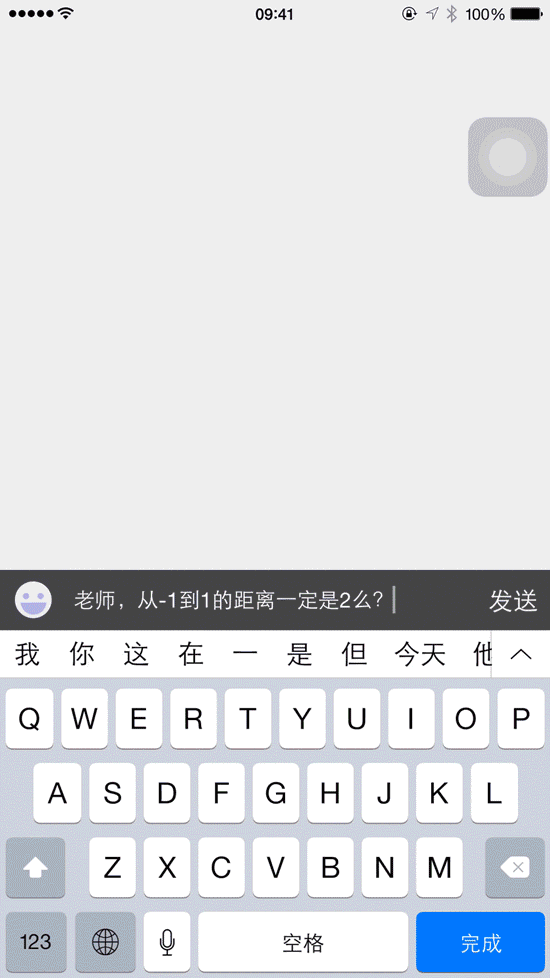 09:41
100%
老师，从-1到1的距离一定是2么？
发送
我 你 这 在 一 是 但 今天 他
Q W E R T Y U I O P
A S D F G H J K L
Z X C V B N M
123 空格 完成